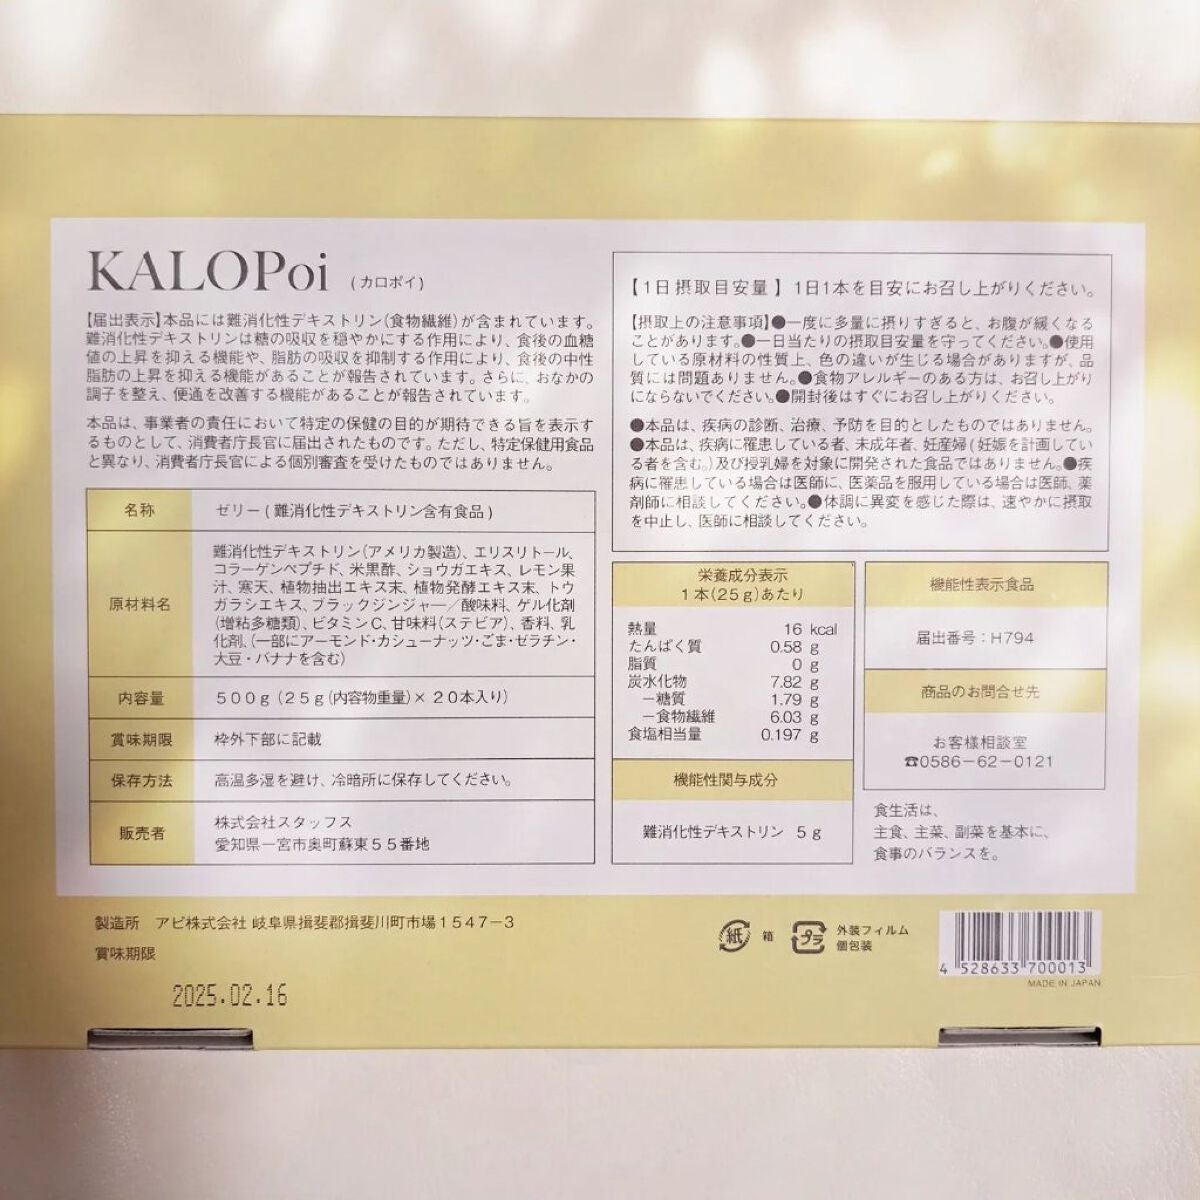 KALOPoi (カロポイ)
【届出表示】本品には難消化性デキストリン(食物繊維)が含まれています。
難消化性デキストリンは糖の吸収を穏やかにする作用により、食後の血糖
値の上昇を抑える機能や、脂肪の吸収を抑制する作用により、食後の中性
脂肪の上昇を抑える機能があることが報告されています。さらに、おなかの
調子を整え、便通を改善する機能があることが報告されています。
本品は、事業者の責任において特定の保健の目的が期待できる旨を表示す
るものとして、消費者庁長官に届出されたものです。ただし、特定保健用食品
と異なり、消費者庁長官による個別審査を受けたものではありません。
名称 ゼリー(難消化性デキストリン含有食品)
原材料名
難消化性デキストリン(アメリカ製造)、エリスリトール、
コラーゲンペプチド、米黒酢、ショウガエキス、レモン果
汁、寒天、植物抽出エキス末、植物発酵エキス末、トウ
ガラシエキス、ブラックジンジャー／酸味料、ゲル化剤
(増粘多糖類)、ビタミンC、甘味料(ステビア)、香料、乳
化剤、(一部にアーモンド・カシューナッツ・ごま・ゼラチン・
大豆・バナナを含む)
内容量 500g (25g(内容物重量)×20本入り)
賞味期限 枠外下部に記載
保存方法 高温多湿を避け、冷暗所に保存してください。
販売者
株式会社スタッフス
愛知県一宮市奥町蘇東55番地
【1日摂取目安量】1日1本を目安にお召し上がりください。
【摂取上の注意事項】●一度に多量に摂りすぎると、お腹が緩くなる
ことがあります。●一日当たりの摂取目安量を守ってください。●使用
している原材料の性質上、色の違いが生じる場合がありますが、品
質には問題ありません。●食物アレルギーのある方は、お召し上がり
にならないでください。●開封後はすぐにお召し上がりください。
●本品は、疾病の診断、治療、予防を目的としたものではありません。
●本品は、疾病に罹患している者、未成年者、妊産婦(妊娠を計画してい
る者を含む。)及び授乳婦を対象に開発された食品ではありません。●疾
病に罹患している場合は医師に、医薬品を服用している場合は医師、薬
剤師に相談してください。●体調に異変を感じた際は、速やかに摂取
を中止し、医師に相談してください。
栄養成分表示
1本(25g)あたり
熱量 16 kcal
たんぱく質 0.58 g
脂質 0 g
炭水化物 7.82 g
－糖質 1.79 g
－食物繊維 6.03 g
食塩相当量 0.197 g
機能性関与成分
難消化性デキストリン 5g
機能性表示食品
届出番号：H794
商品のお問合せ先
お客様相談室
☎0586-62-0121
食生活は、
主食、主菜、副菜を基本に、
食事のバランスを。
製造所 アピ株式会社 岐阜県揖斐郡揖斐川町市場1547-3
賞味期限
2025.02.16
紙 箱
プラ 外装フィルム
個包装
4 528633 700013
MADE IN JAPAN